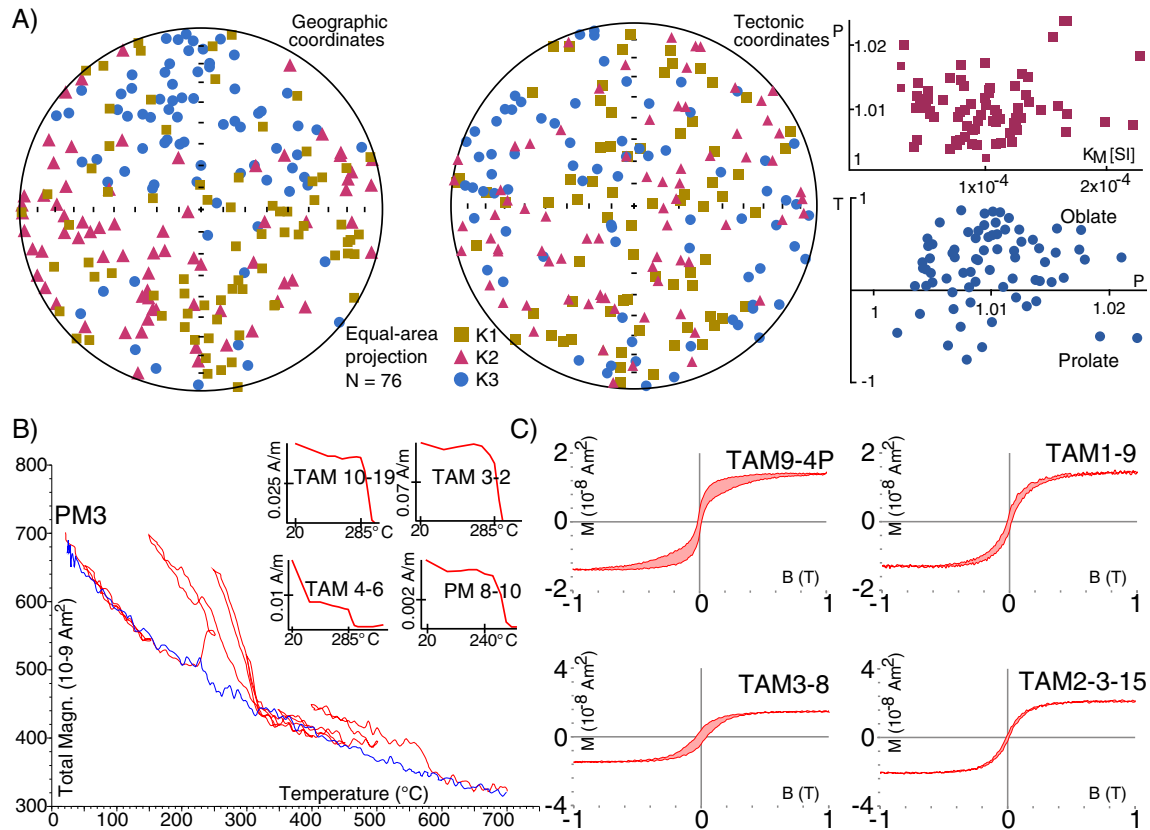 A)
Geographic
coordinates
Tectonic
coordinates
Equal-area
projection
N = 76
K1
K2
K3
P
1.02
1.01
1
KM [SI]
1x10-4
2x10-4
T
1
Oblate
P
1
1.01
1.02
Prolate
-1
B)
800
700
600
500
400
300
Total Magn. (10-9 Am2)
PM3
0
100
200
300
400
500
600
700
Temperature (°C)
0.025 A/m
TAM 10-19
20
285°C
0.07 A/m
TAM 3-2
20
285°C
0.01 A/m
TAM 4-6
20
285°C
0.002 A/m
PM 8-10
20
240°C
C)
2
0
-2
M (10-8 Am2)
TAM9-4P
B (T)
-1
0
1
2
0
-2
M (10-8 Am2)
TAM1-9
B (T)
-1
0
1
4
0
-4
M (10-8 Am2)
TAM3-8
B (T)
-1
0
1
4
0
-4
M (10-8 Am2)
TAM2-3-15
B (T)
-1
0
1